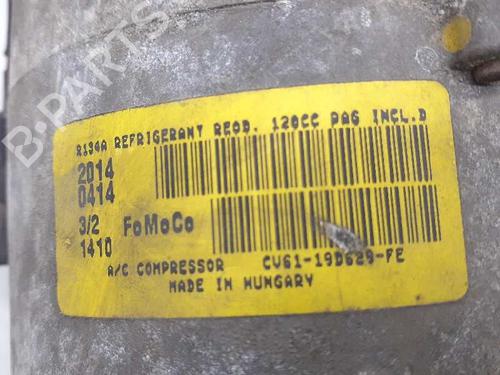 B-PARTS
R134A REFRIGERANT REQD. 120CC PAG INCL.D
2014
0414
3/2 FoMoCo
1410
A/C COMPRESSOR CV61-19D629-FE
MADE IN HUNGARY